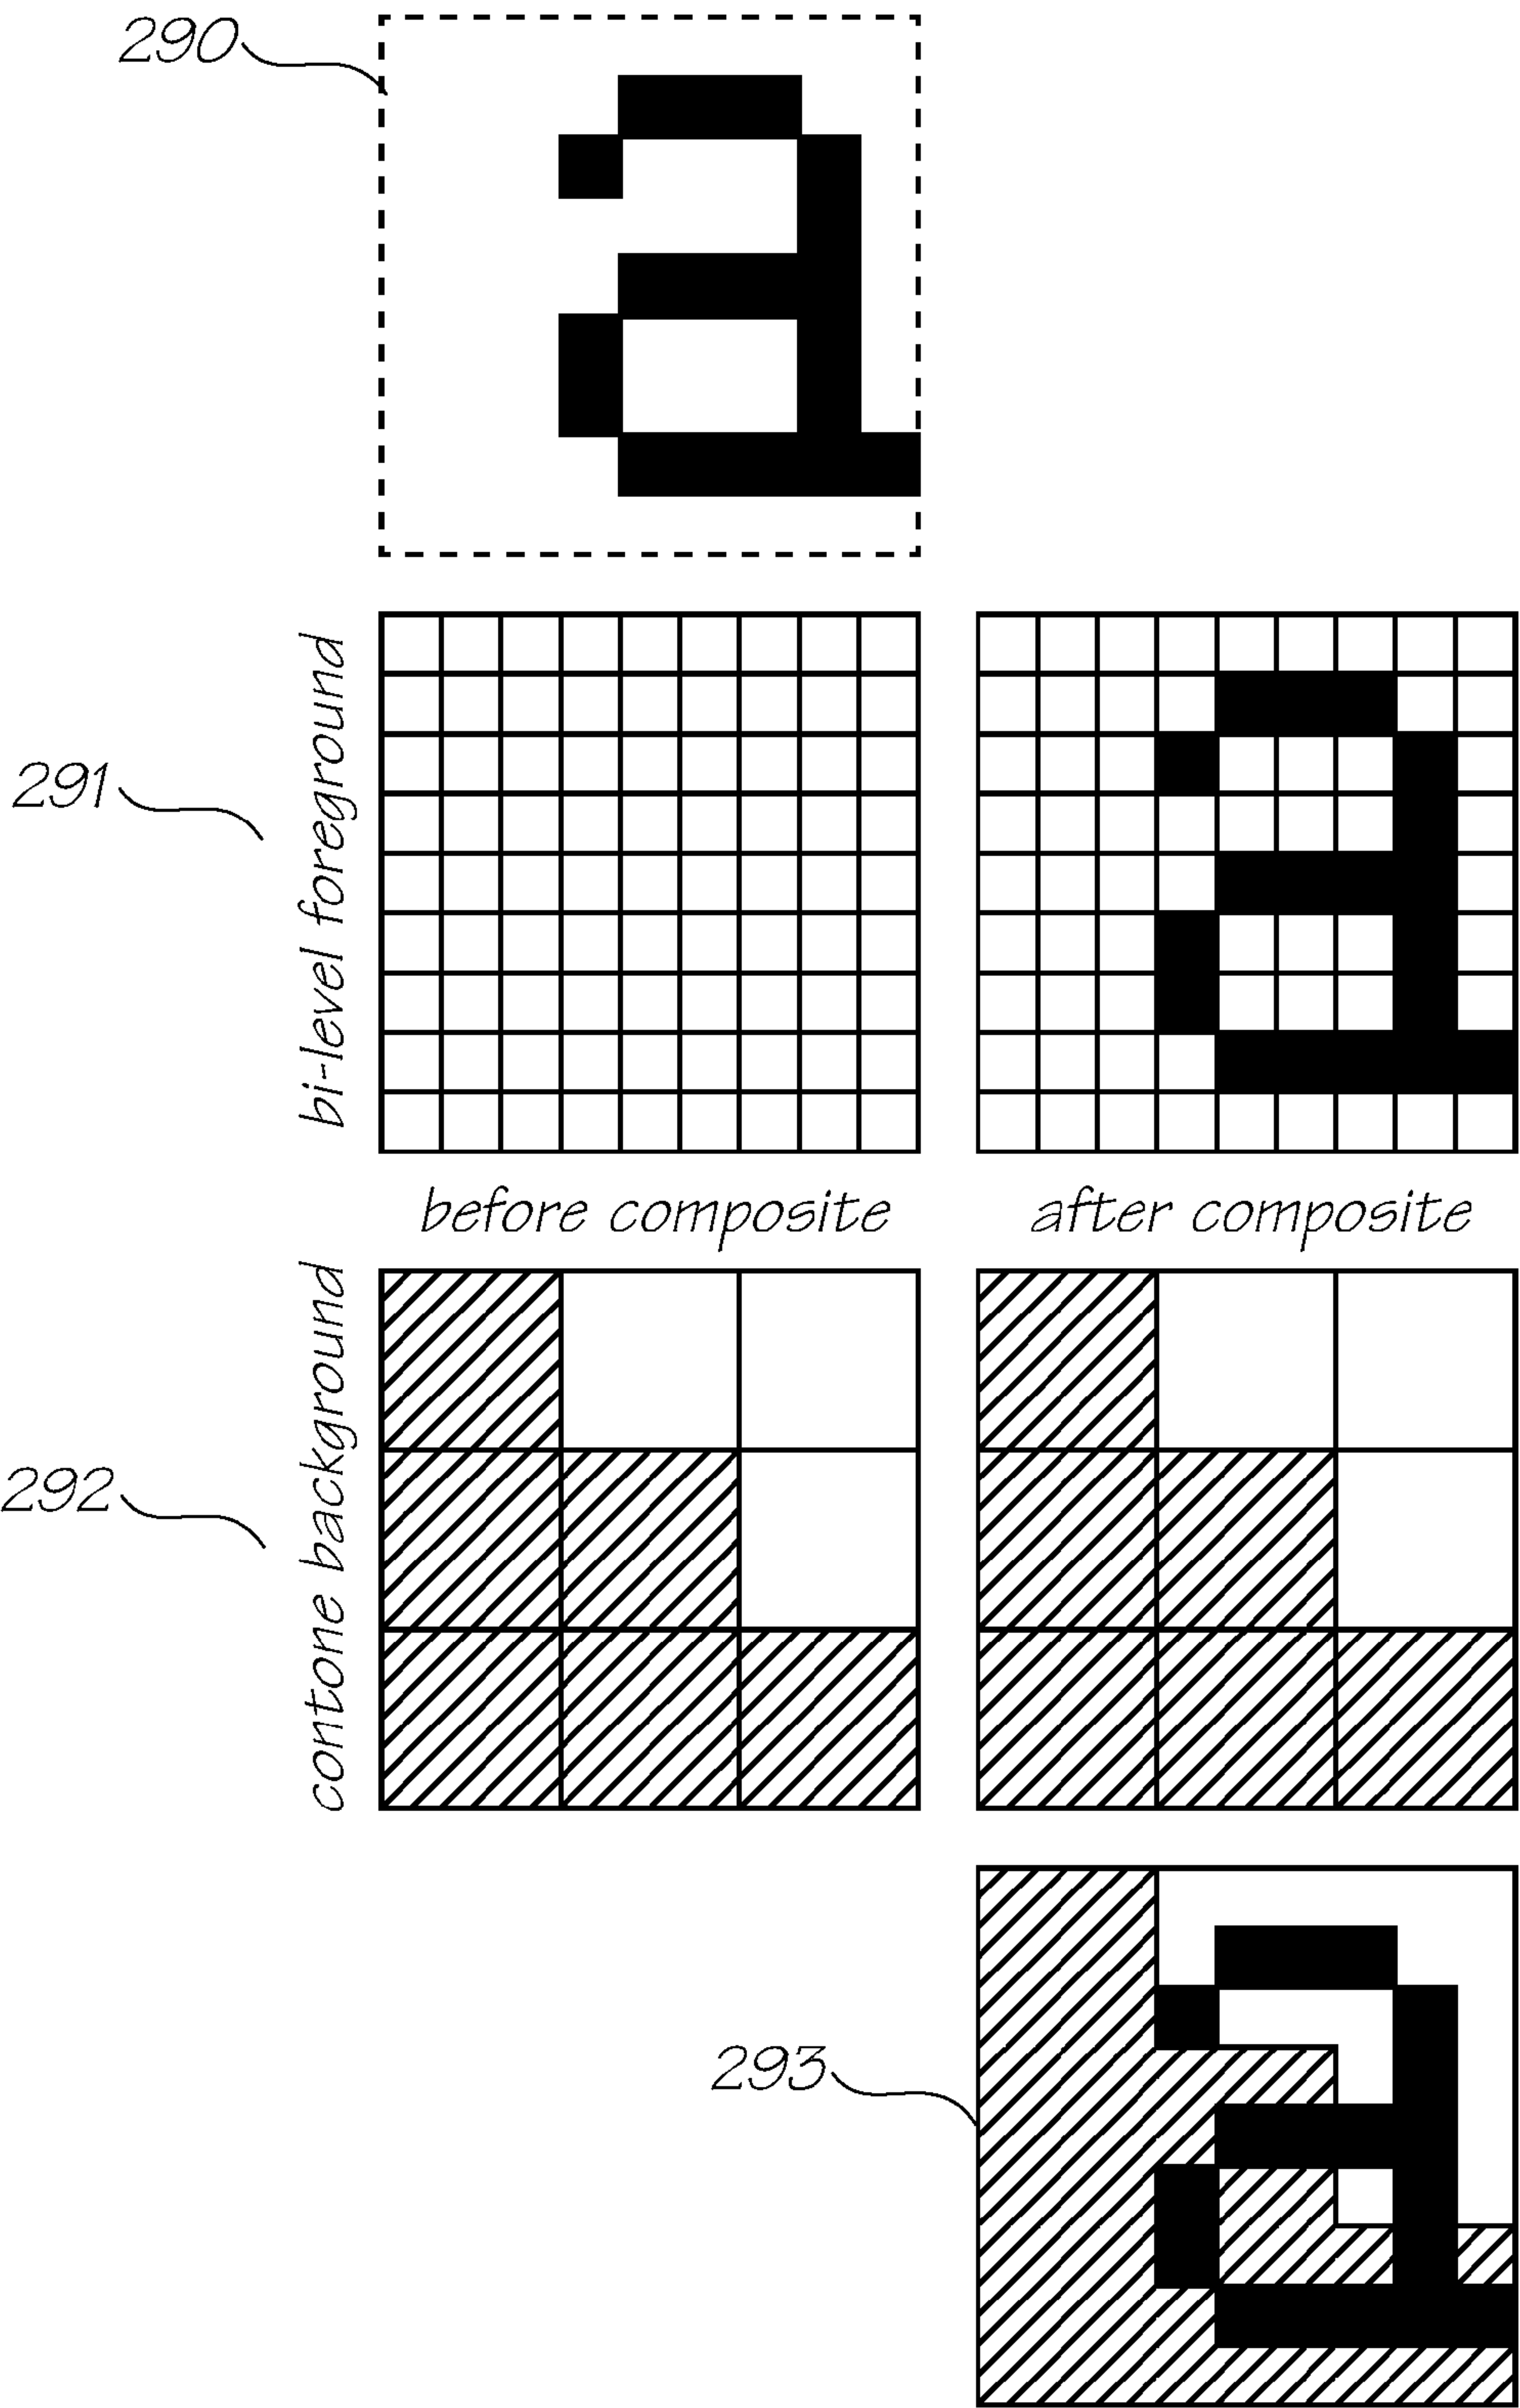 290
a
291
bi-level foreground
a
before composite
after composite
292
contone background
293
a